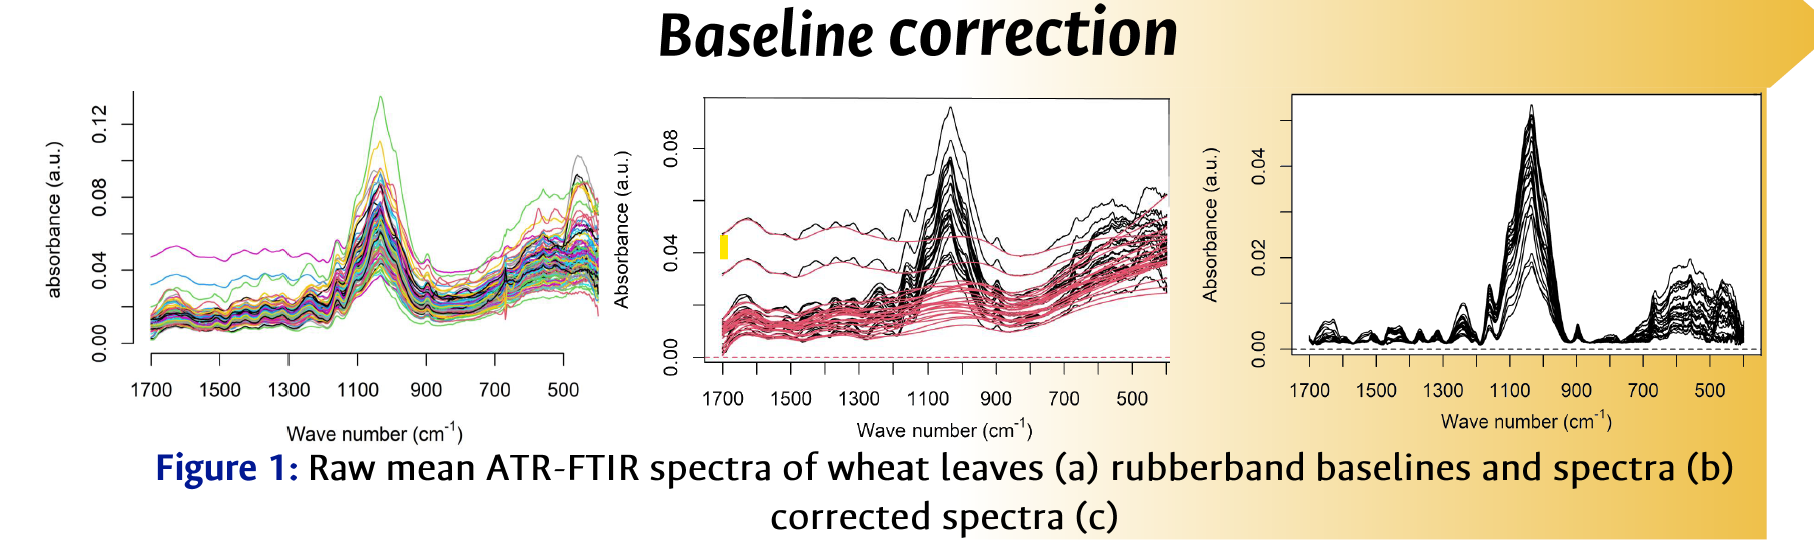 Baseline correction
absorbance (a.u.)
0.00 0.04 0.08 0.12
1700 1500 1300 1100 900 700 500
Wave number (cm-1)
Absorbance (a.u.)
0.00 0.04 0.08
1700 1500 1300 1100 900 700 500
Wave number (cm-1)
Absorbance (a.u.)
0.00 0.02 0.04
1700 1500 1300 1100 900 700 500
Wave number (cm-1)
Figure 1: Raw mean ATR-FTIR spectra of wheat leaves (a) rubberband baselines and spectra (b)
corrected spectra (c)